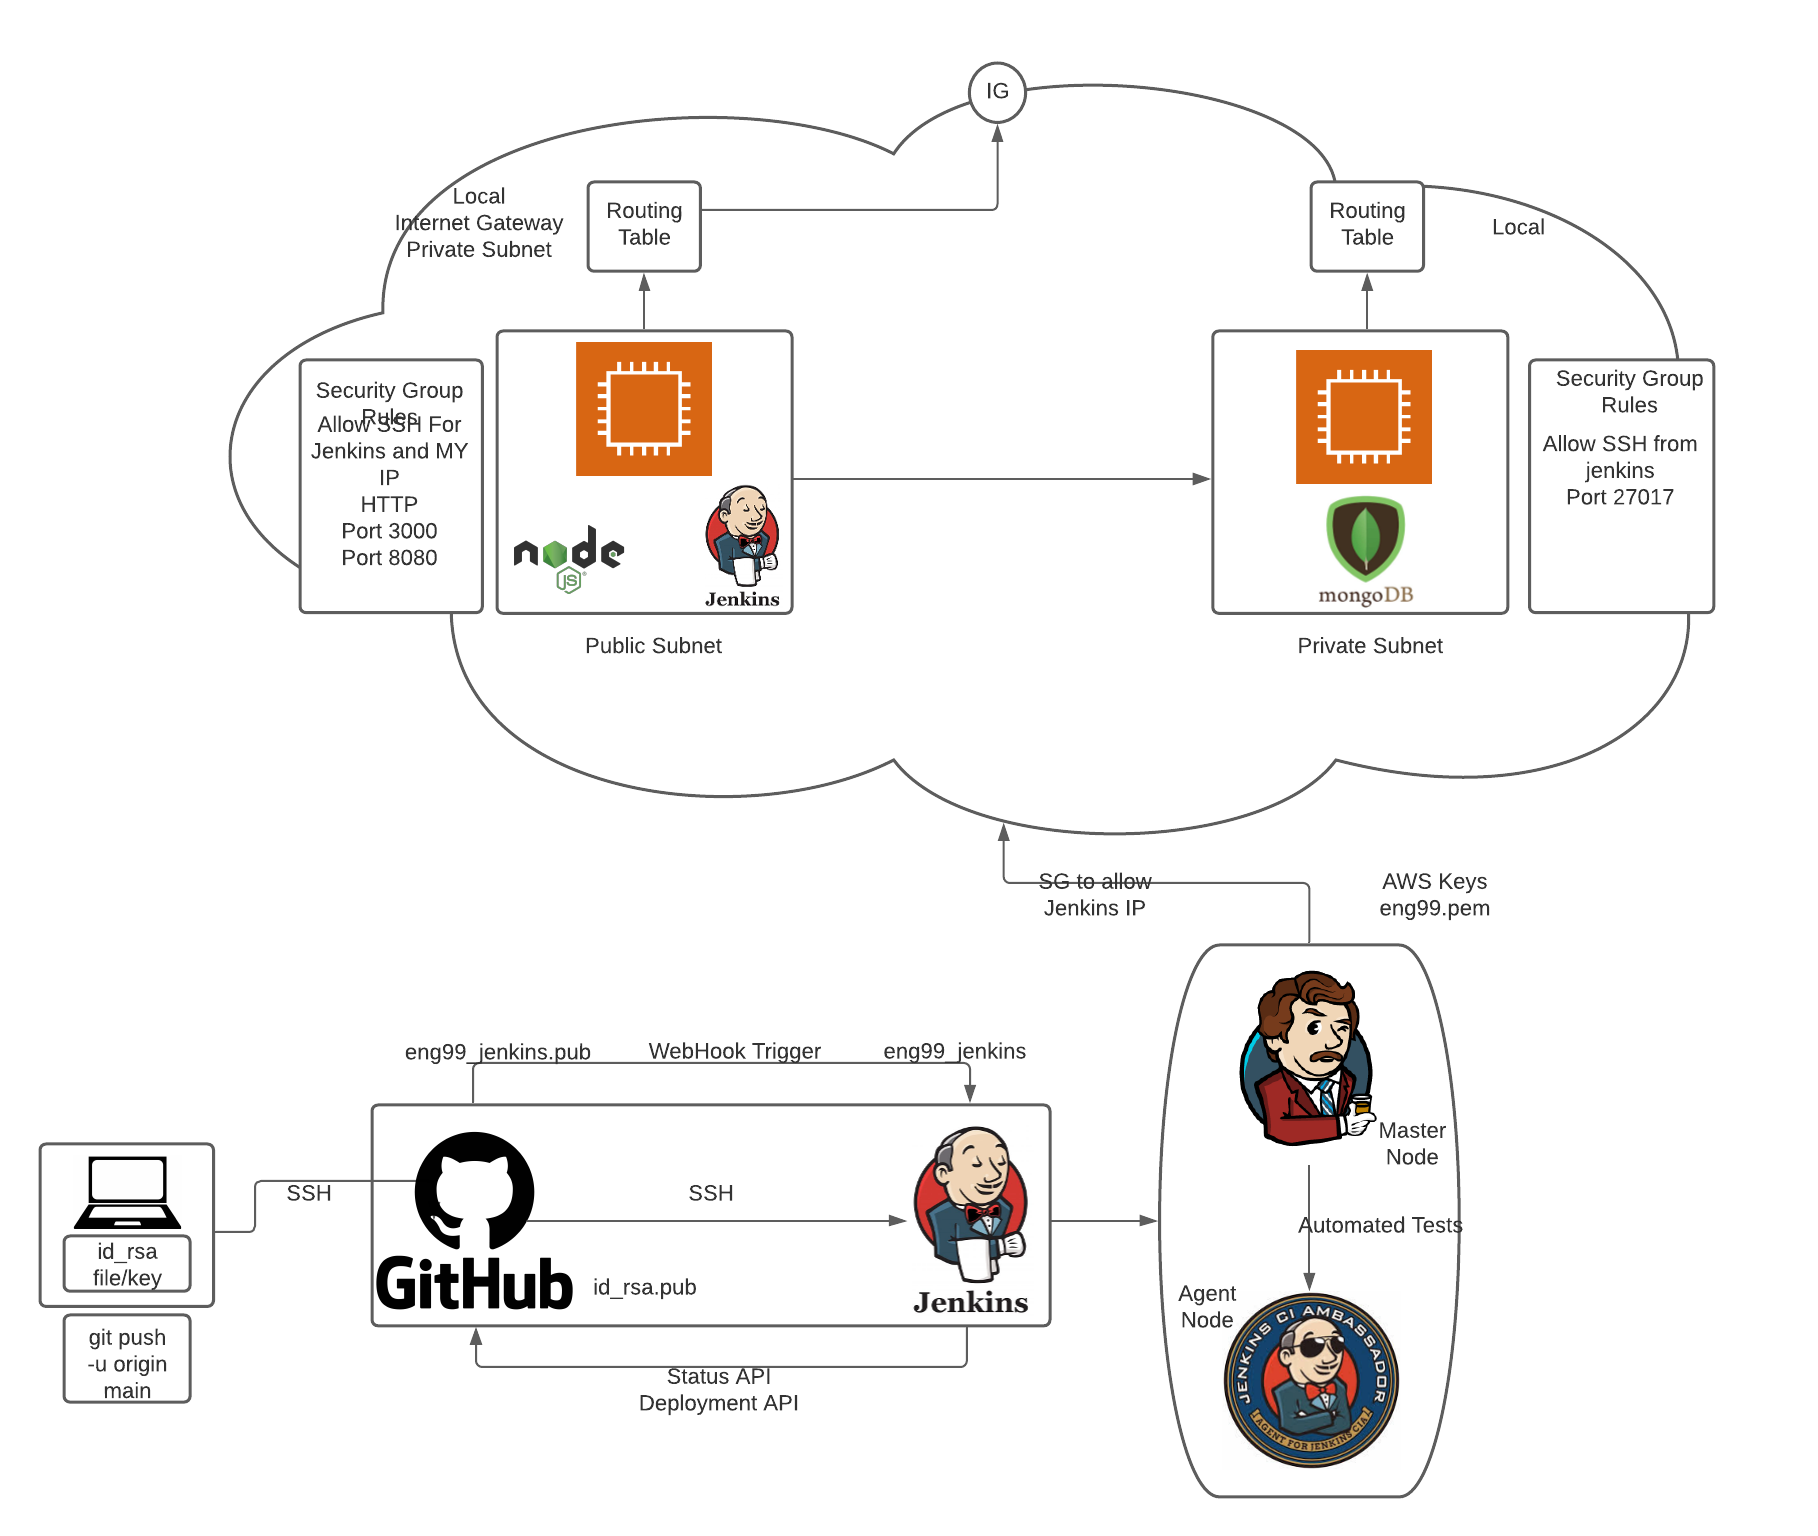 IG
Local
Internet Gateway
Private Subnet
Routing
Table
Routing
Table
Local
Security Group
Rules
Allow SSH For
Jenkins and MY
IP
HTTP
Port 3000
Port 8080
node
JS
Jenkins
Public Subnet
mongoDB
Private Subnet
Security Group
Rules
Allow SSH from
jenkins
Port 27017
SG to allow
Jenkins IP
AWS Keys
eng99.pem
eng99_jenkins.pub
WebHook Trigger
eng99_jenkins
SSH
id_rsa
file/key
git push
-u origin
main
GitHub
id_rsa.pub
SSH
Jenkins
Status API
Deployment API
Master
Node
Automated Tests
Agent
Node
JENKINS CI AMBASSADOR
AGENT FOR JENKINS CIA